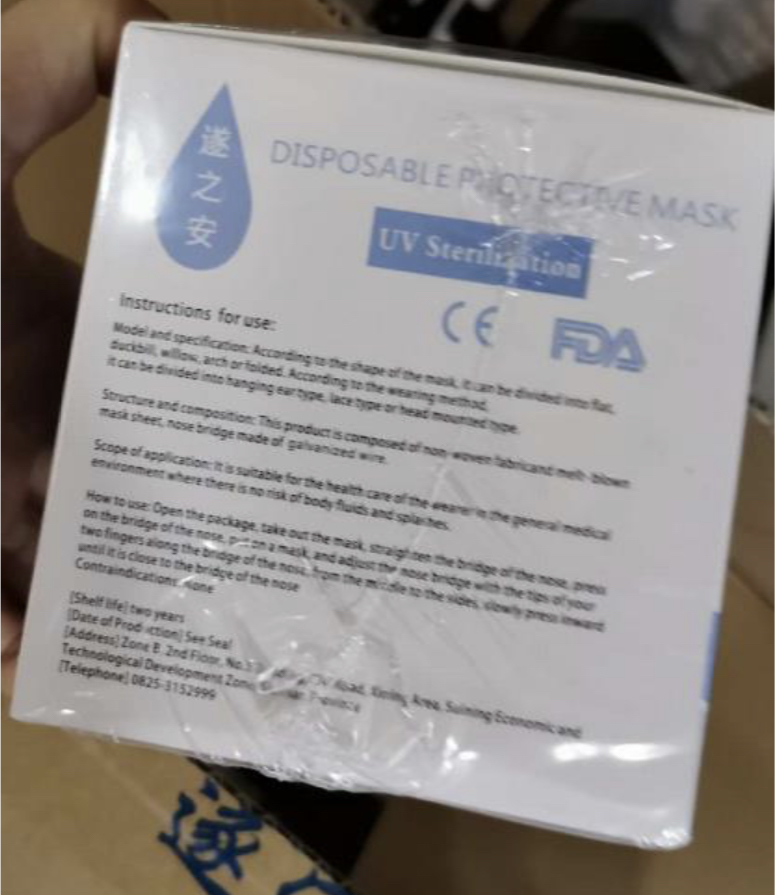 遂之安
DISPOSABLE PROTECTIVE MASK
UV Sterilization
CE FDA
Instructions for use:
Model and specification: According to the shape of the mask, it can be divided into flat,
duckbill, willow, arch or folded. According to the wearing method,
it can be divided into hanging ear type, lace type or head mounted type.
Structure and composition: This product is composed of non-woven fabricand melt-blown
mask sheet, nose bridge made of galvanized wire.
Scope of application: It is suitable for the health care of the wearer in the general medical
environment where there is no risk of body fluids and splashes.
How to use: Open the package, take out the mask, straighten the bridge of the nose, press
on the bridge of the nose, put on a mask, and adjust the nose bridge with the tips of your
two fingers along the bridge of the nose. From the middle to the sides, slowly press inward
until it is close to the bridge of the nose
Contraindications: None
[Shelf life] two years
[Date of Production] See Seal
[Address] Zone B, 2nd Floor, Road, Area, Suining Economic and
Technological Development Zone, Province
[Telephone] 0825-3152999
遂